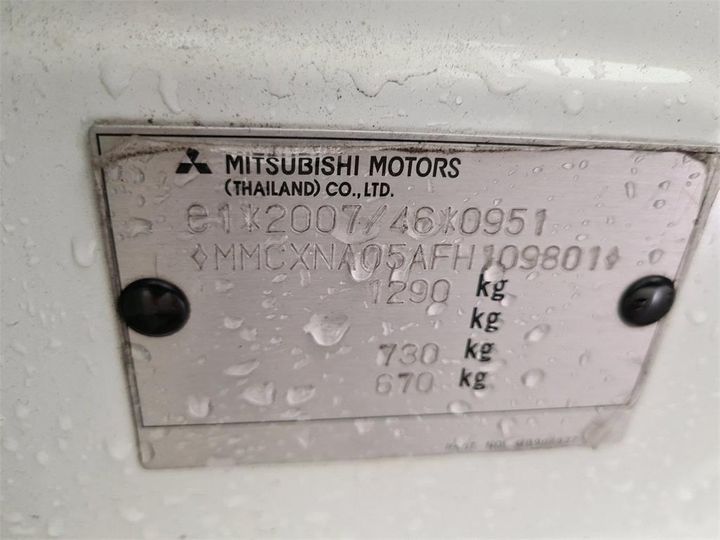 MITSUBISHI MOTORS
(THAILAND) CO., LTD.
e1*2007/46*0951
◊MMCXNA05AFH109801◊
1290 kg
kg
730 kg
670 kg